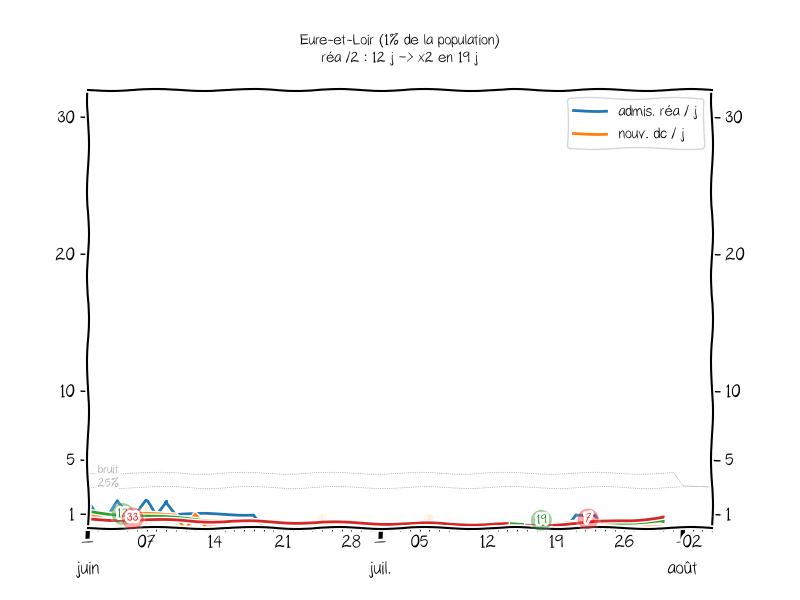 Eure-et-Loir (1% de la population)
réa /2 : 12 j -> x2 en 19 j
admis. réa / j
nouv. dc / j
30
30
20
20
10
10
bruit
25%
5
5
1
1
33
19
7
07
14
21
28
05
12
19
26
02
juin
juil.
août